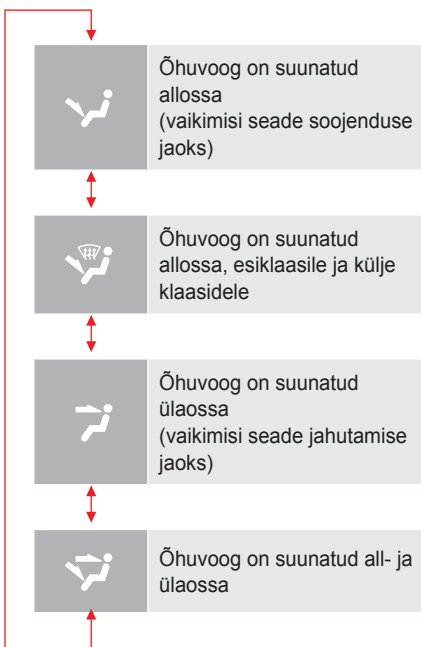 Õhuvoog on suunatud
allossa
(vaikimisi seade soojenduse
jaoks)
Õhuvoog on suunatud
allossa, esiklaasile ja külje
klaasidele
Õhuvoog on suunatud
ülaossa
(vaikimisi seade jahutamise
jaoks)
Õhuvoog on suunatud all- ja
ülaossa